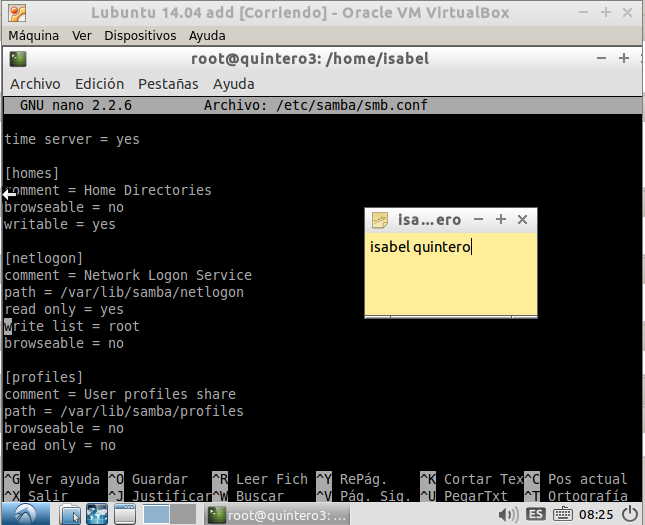 Lubuntu 14.04 add [Corriendo] - Oracle VM VirtualBox
Máquina Ver Dispositivos Ayuda
root@quintero3: /home/isabel
Archivo Edición Pestañas Ayuda
GNU nano 2.2.6 Archivo: /etc/samba/smb.conf
time server = yes
[homes]
comment = Home Directories
browseable = no
writable = yes
isa...ero
isabel quintero
[netlogon]
comment = Network Logon Service
path = /var/lib/samba/netlogon
read only = yes
write list = root
browseable = no
[profiles]
comment = User profiles share
path = /var/lib/samba/profiles
browseable = no
read only = no
^G Ver ayuda ^O Guardar ^R Leer Fich ^Y RePág. ^K Cortar Tex ^C Pos actual
^X Salir ^J Justificar ^W Buscar ^V Pág. Sig. ^U PegarTxt ^T Ortografía
root@quintero3: ... ES 08:25